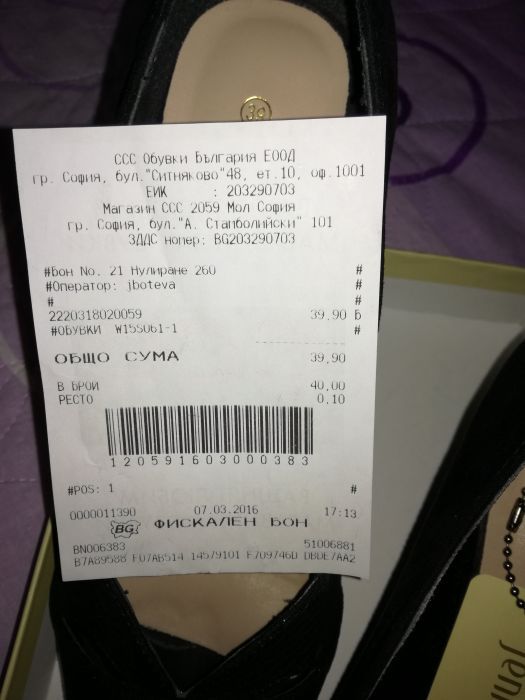 39
ССС Обувки България ЕООД
гр. София, бул."Ситняково"48, ет.10, оф.1001
ЕИК : 203290703
Магазин ССС 2059 Мол София
гр. София, бул."А. Стамболийски" 101
ЗДДС номер: BG203290703
#Бон No. 21 Нулиране 260 #
#Оператор: jboteva #
# #
2220318020059 39,90 Б
#ОБУВКИ W15S061-1 #
ОБЩО СУМА 39,90
В БРОЙ 40,00
РЕСТО 0,10
120591603000383
#POS: 1 #
0000011390 07.03.2016 17:13
BG ФИСКАЛЕН БОН
BN006383 51006881
B7A89588 F07AB514 14579101 F709746D DBDE7AA2